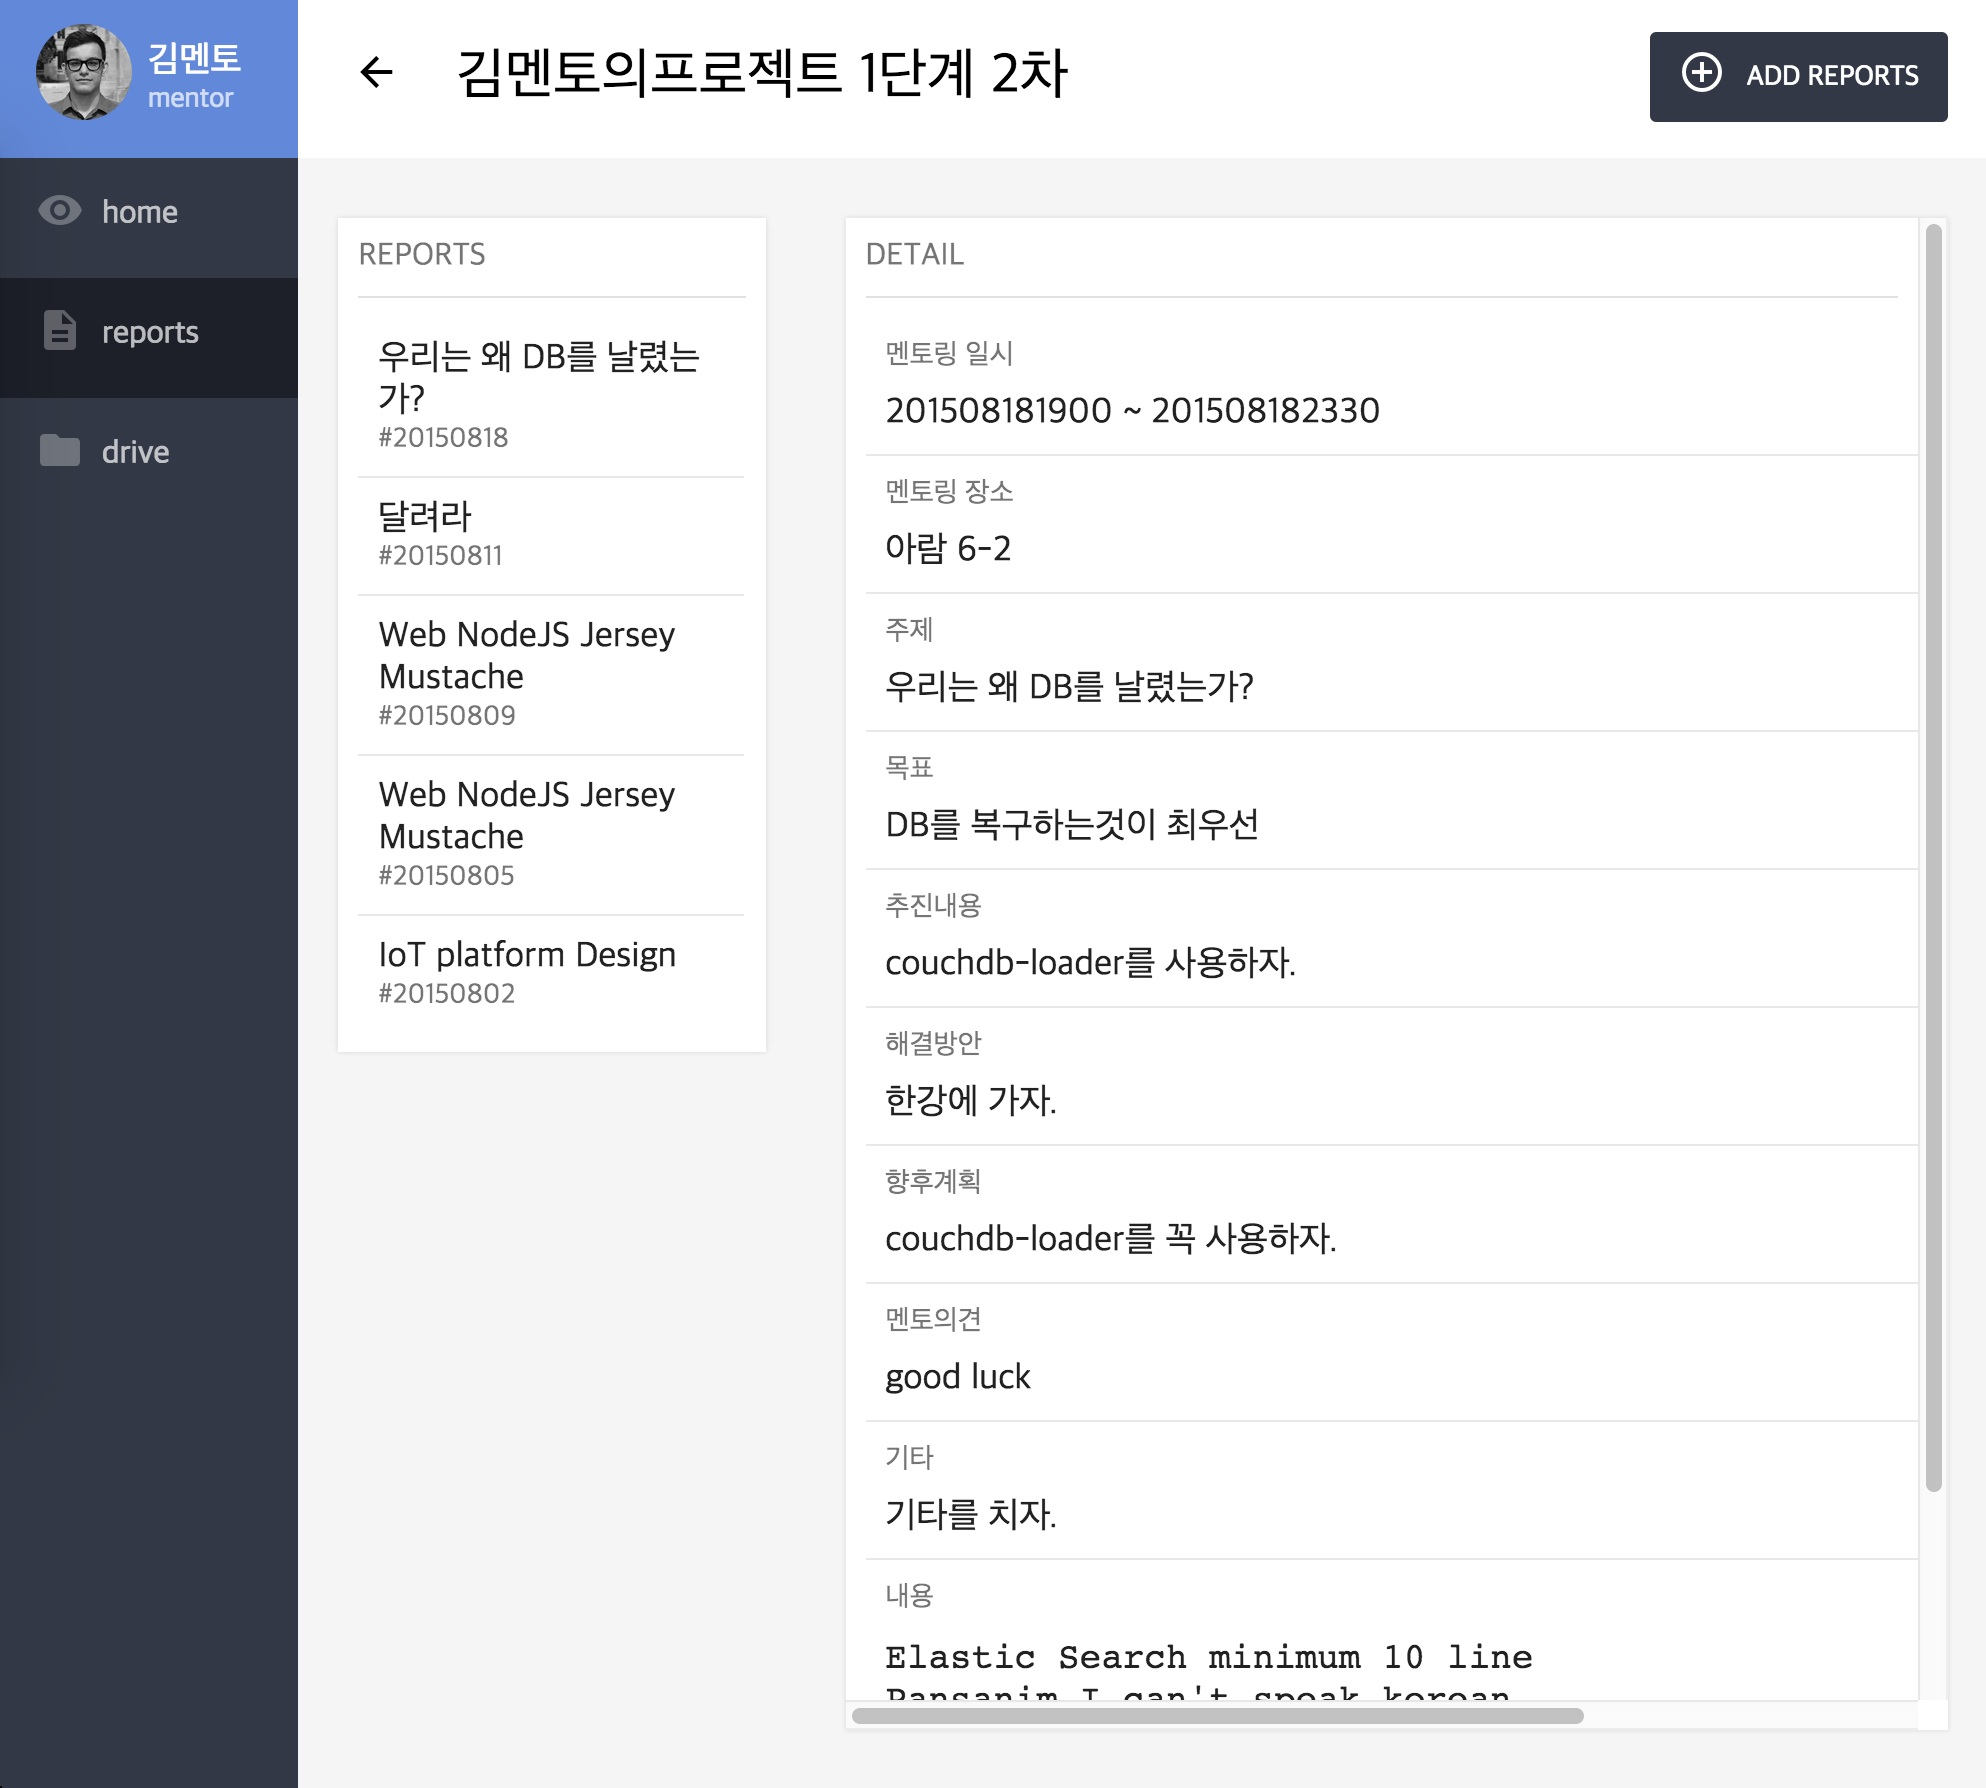 김멘토
mentor
home
reports
drive
김멘토의프로젝트 1단계 2차
ADD REPORTS
REPORTS
우리는 왜 DB를 날렸는
가?
#20150818
달려라
#20150811
Web NodeJS Jersey
Mustache
#20150809
Web NodeJS Jersey
Mustache
#20150805
IoT platform Design
#20150802
DETAIL
멘토링 일시
201508181900 ~ 201508182330
멘토링 장소
아람 6-2
주제
우리는 왜 DB를 날렸는가?
목표
DB를 복구하는것이 최우선
추진내용
couchdb-loader를 사용하자.
해결방안
한강에 가자.
향후계획
couchdb-loader를 꼭 사용하자.
멘토의견
good luck
기타
기타를 치자.
내용
Elastic Search minimum 10 line
I can't speak korean